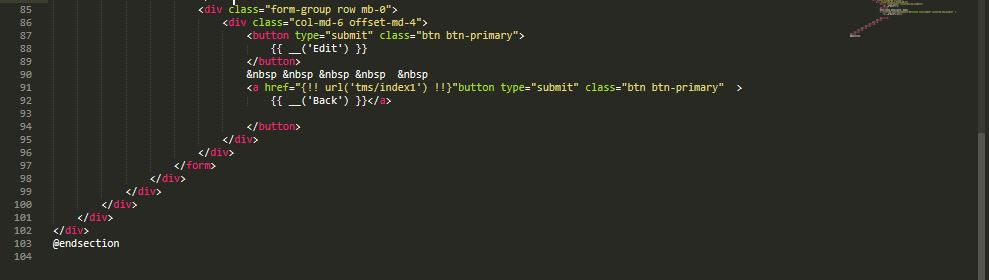 85 <div class="form-group row mb-0">
86 <div class="col-md-6 offset-md-4">
87 <button type="submit" class="btn btn-primary">
88 {{ __('Edit') }}
89 </button>
90 &nbsp &nbsp &nbsp &nbsp  &nbsp
91 <a href="{!! url('tms/index1') !!}"button type="submit" class="btn btn-primary"  >
92 {{ __('Back') }}</a>
93
94 </button>
95 </div>
96 </div>
97 </form>
98 </div>
99 </div>
100 </div>
101 </div>
102 </div>
103 @endsection
104